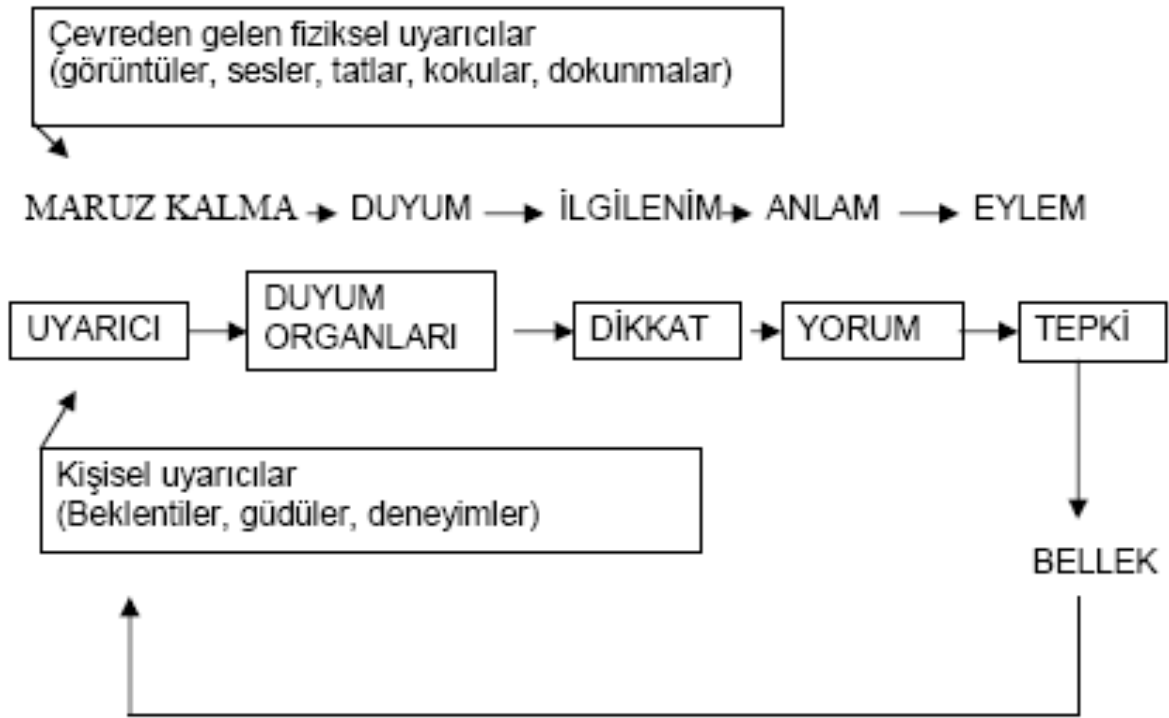 Çevreden gelen fiziksel uyarıcılar
(görüntüler, sesler, tatlar, kokular, dokunmalar)
MARUZ KALMA DUYUM İLGİLENİM ANLAM EYLEM
UYARICI DUYUM ORGANLARI DİKKAT YORUM TEPKİ
Kişisel uyarıcılar
(Beklentiler, güdüler, deneyimler)
BELLEK